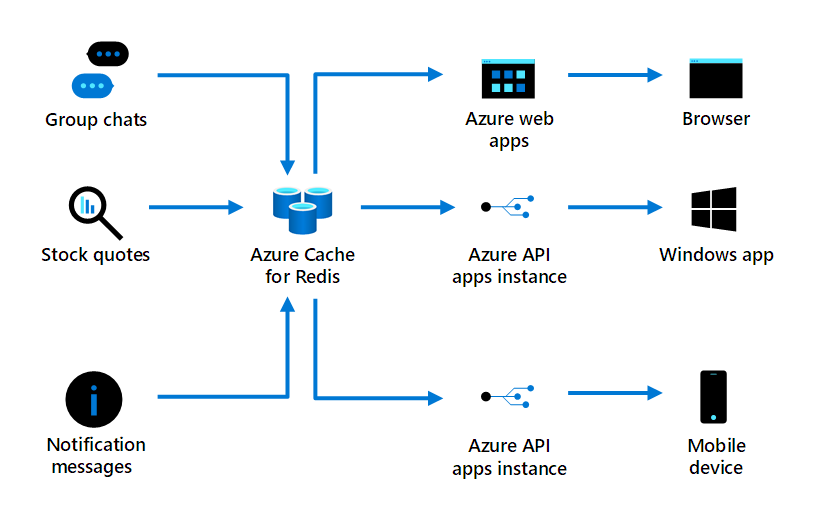 Group chats
Azure web
apps
Browser
Stock quotes
Azure Cache
for Redis
Azure API
apps instance
Windows app
Notification
messages
Azure API
apps instance
Mobile
device